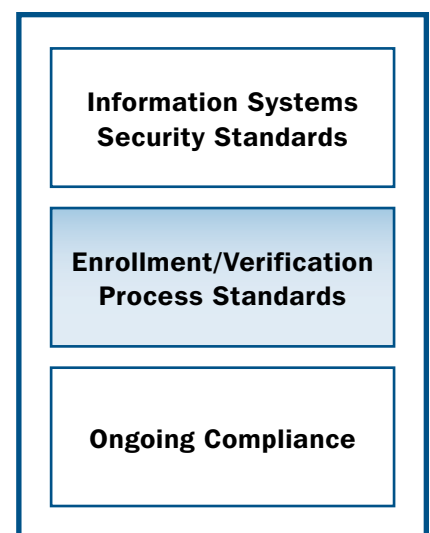 Information Systems
Security Standards
Enrollment/Verification
Process Standards
Ongoing Compliance